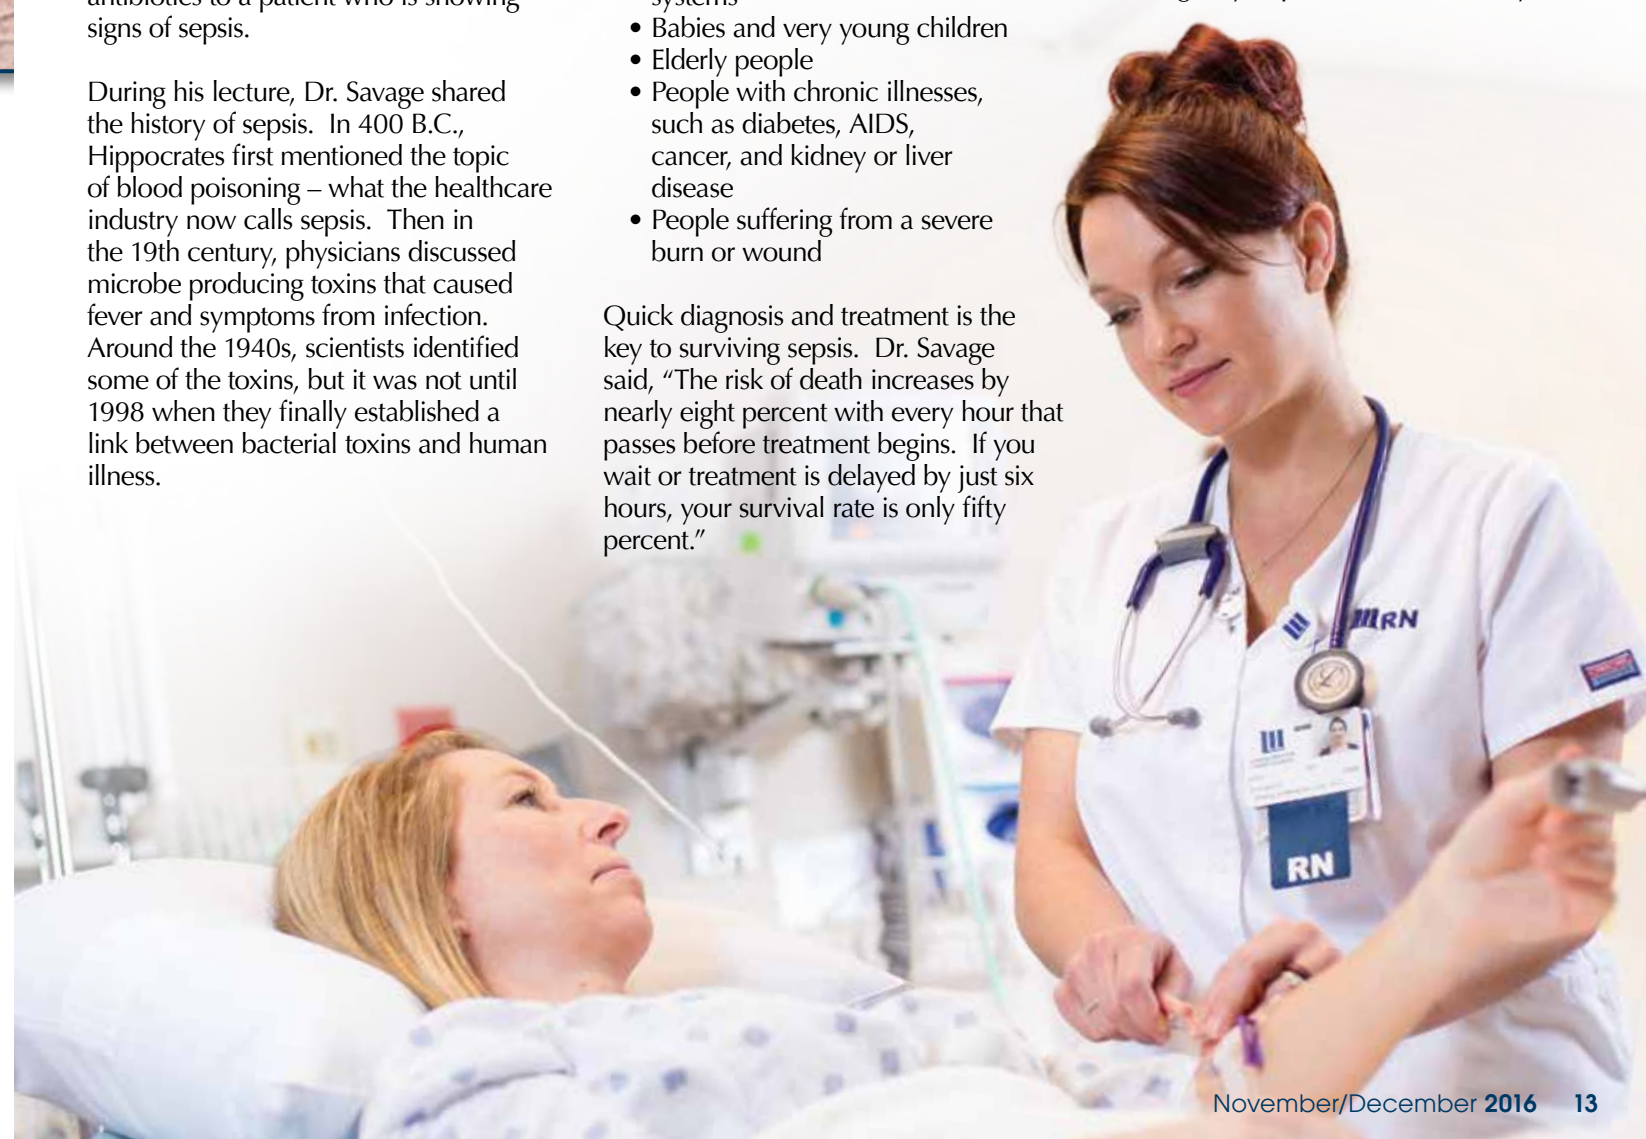 antibiotics to a patient who is showing
signs of sepsis.
During his lecture, Dr. Savage shared
the history of sepsis.  In 400 B.C.,
Hippocrates first mentioned the topic
of blood poisoning – what the healthcare
industry now calls sepsis.  Then in
the 19th century, physicians discussed
microbe producing toxins that caused
fever and symptoms from infection.
Around the 1940s, scientists identified
some of the toxins, but it was not until
1998 when they finally established a
link between bacterial toxins and human
illness.
systems
• Babies and very young children
• Elderly people
• People with chronic illnesses,
such as diabetes, AIDS,
cancer, and kidney or liver
disease
• People suffering from a severe
burn or wound
Quick diagnosis and treatment is the
key to surviving sepsis.  Dr. Savage
said, “The risk of death increases by
nearly eight percent with every hour that
passes before treatment begins.  If you
wait or treatment is delayed by just six
hours, your survival rate is only fifty
percent.”
RN
RN
November/December 2016 13